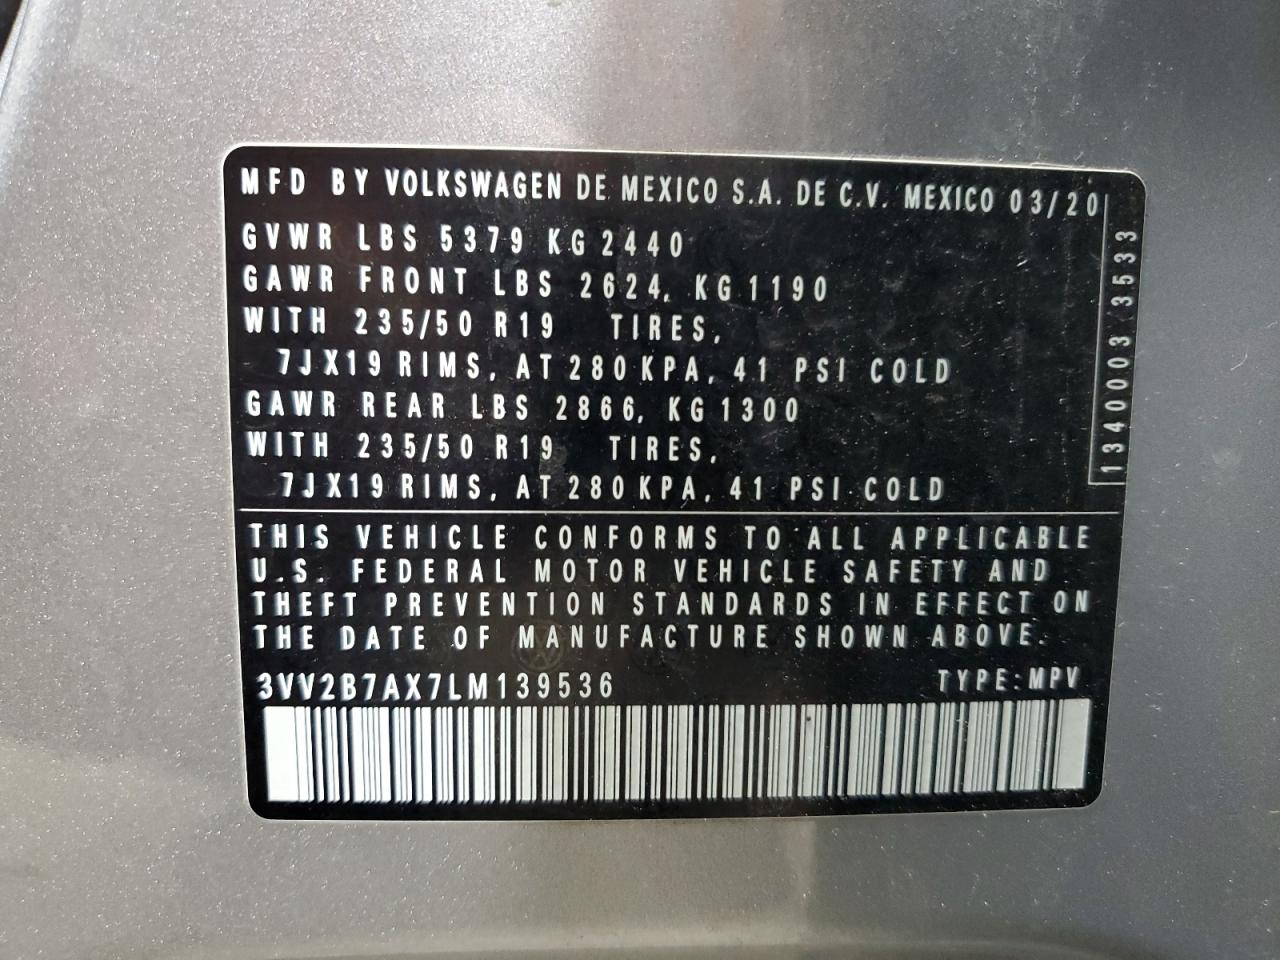 MFD BY VOLKSWAGEN DE MEXICO S.A. DE C.V. MEXICO 03/20
GVWR LBS 5379 KG 2440
GAWR FRONT LBS 2624, KG 1190
WITH 235/50 R19 TIRES,
7JX19 RIMS, AT 280 KPA, 41 PSI COLD
GAWR REAR LBS 2866, KG 1300
WITH 235/50 R19 TIRES,
7JX19 RIMS, AT 280 KPA, 41 PSI COLD
1340003 3533
THIS VEHICLE CONFORMS TO ALL APPLICABLE
U.S. FEDERAL MOTOR VEHICLE SAFETY AND
THEFT PREVENTION STANDARDS IN EFFECT ON
THE DATE OF MANUFACTURE SHOWN ABOVE.
3VV2B7AX7LM139536 TYPE: MPV